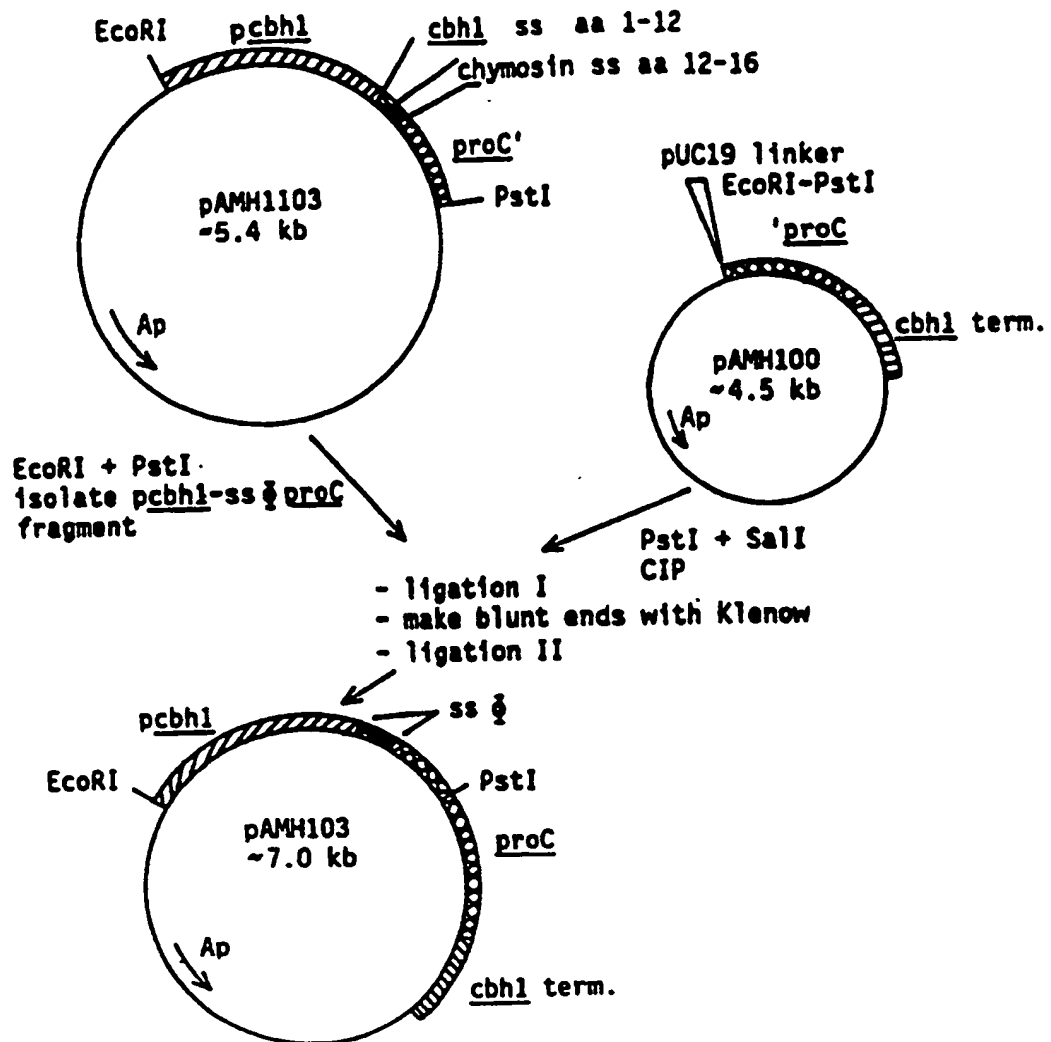 EcoRI
pcbh1
cbh1 ss aa 1-12
chymosin ss aa 12-16
proC'
PstI
pAMH1103
~5.4 kb
Ap
pUC19 linker
EcoRI-PstI
'proC
cbh1 term.
pAMH100
~4.5 kb
Ap
EcoRI + PstI
isolate pcbh1-ss Φ proC
fragment
PstI + SalI
CIP
- ligation I
- make blunt ends with Klenow
- ligation II
pcbh1
ss Φ
EcoRI
PstI
pAMH103
~7.0 kb
proC
Ap
cbh1 term.